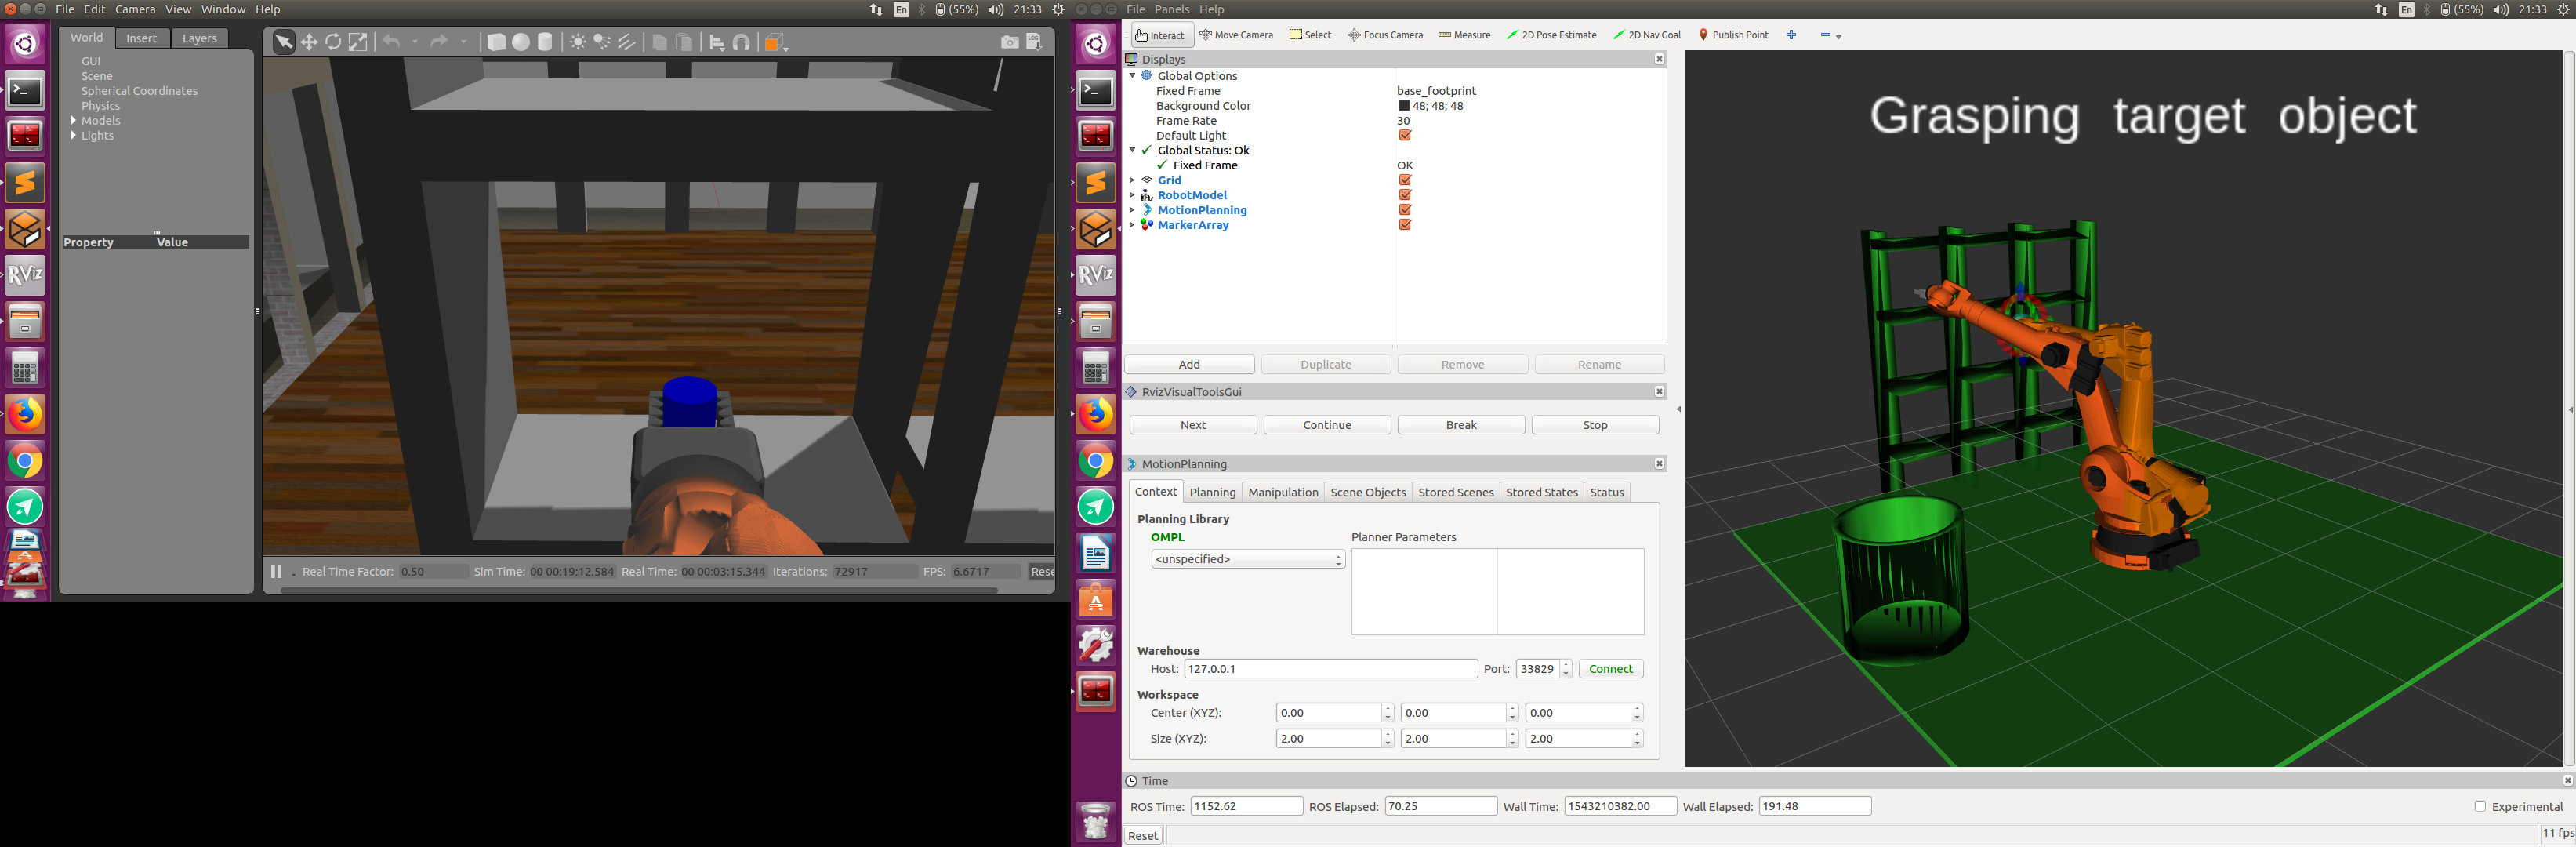 File Edit Camera View Window Help
En (55%) 21:33
World Insert Layers
GUI
Scene
Spherical Coordinates
Physics
Models
Lights
Property Value
LOG
RViz
Real Time Factor: 0.50 Sim Time: 00 00:19:12.584 Real Time: 00 00:03:15.344 Iterations: 72917 FPS: 6.6717 Rese
File Panels Help
En (55%) 21:33
Interact Move Camera Select Focus Camera Measure 2D Pose Estimate 2D Nav Goal Publish Point
RViz
Displays
Global Options
Fixed Frame base_footprint
Background Color 48; 48; 48
Frame Rate 30
Default Light
Global Status: Ok
Fixed Frame OK
Grid
RobotModel
MotionPlanning
MarkerArray
Add Duplicate Remove Rename
RvizVisualToolsGui
Next Continue Break Stop
MotionPlanning
Context Planning Manipulation Scene Objects Stored Scenes Stored States Status
Planning Library
OMPL Planner Parameters
<unspecified>
Warehouse
Host: 127.0.0.1 Port: 33829 Connect
Workspace
Center (XYZ): 0.00 0.00 0.00
Size (XYZ): 2.00 2.00 2.00
Grasping target object
Time
ROS Time: 1152.62 ROS Elapsed: 70.25 Wall Time: 1543210382.00 Wall Elapsed: 191.48 Experimental
Reset 11 fps